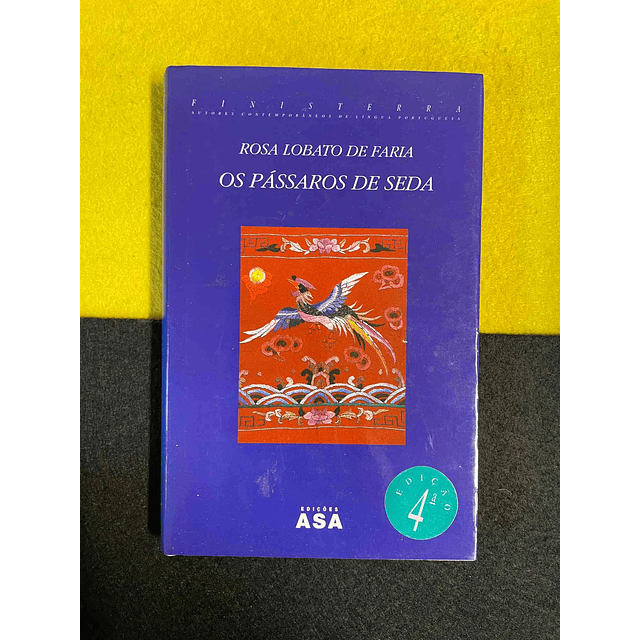 FINISTERRA
AUTORES CONTEMPORÂNEOS DE LÍNGUA PORTUGUESA
ROSA LOBATO DE FARIA
OS PÁSSAROS DE SEDA
EDIÇÃO
4ª
EDIÇÕES
ASA